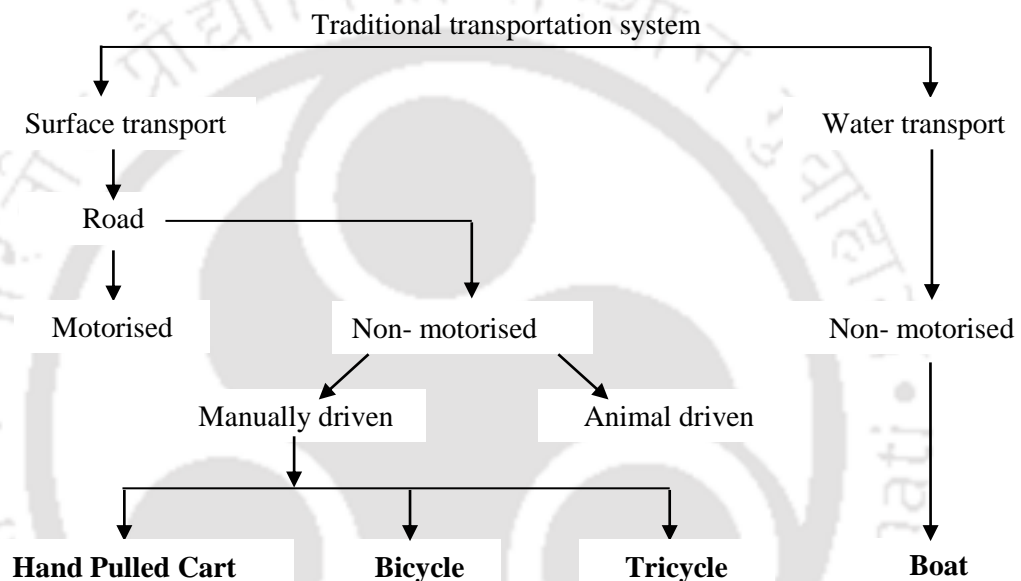 Traditional transportation system
Surface transport
Water transport
Road
Motorised
Non- motorised
Non- motorised
Manually driven
Animal driven
Hand Pulled Cart
Bicycle
Tricycle
Boat
ati